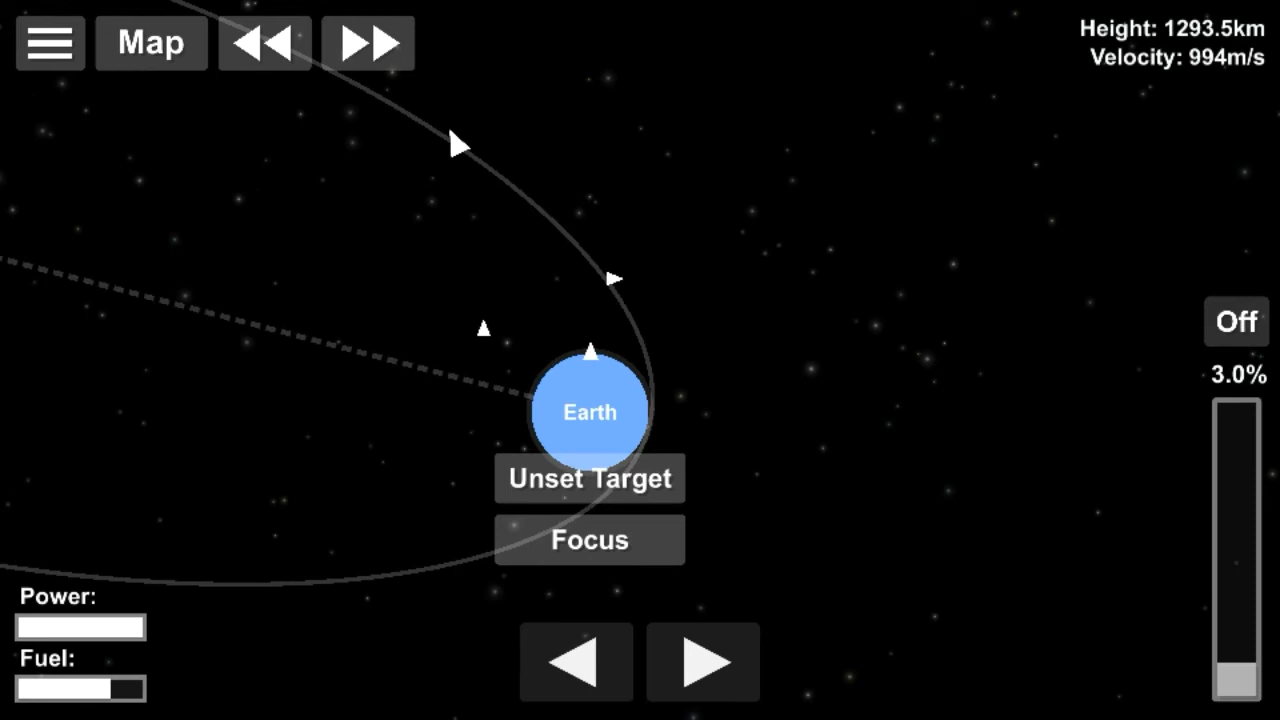 Map
Height: 1293.5km
Velocity: 994m/s
Off
3.0%
Earth
Unset Target
Focus
Power:
Fuel: